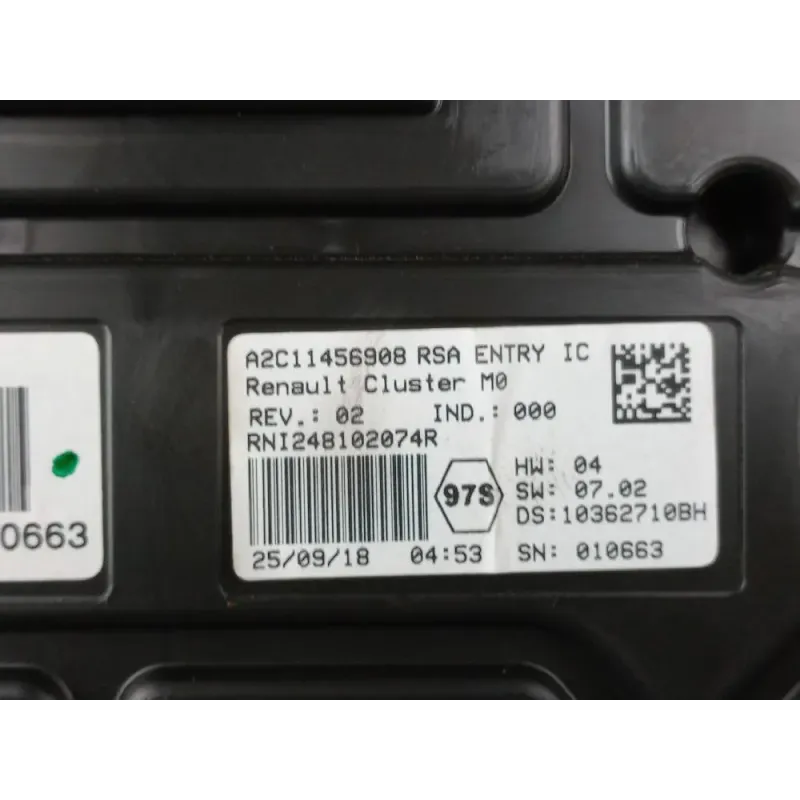 A2C11456908 RSA ENTRY IC
Renault Cluster M0
REV.: 02 IND.: 000
RNI248102074R
97S
HW: 04
SW: 07.02
DS:10362710BH
25/09/18 04:53 SN: 010663
0663